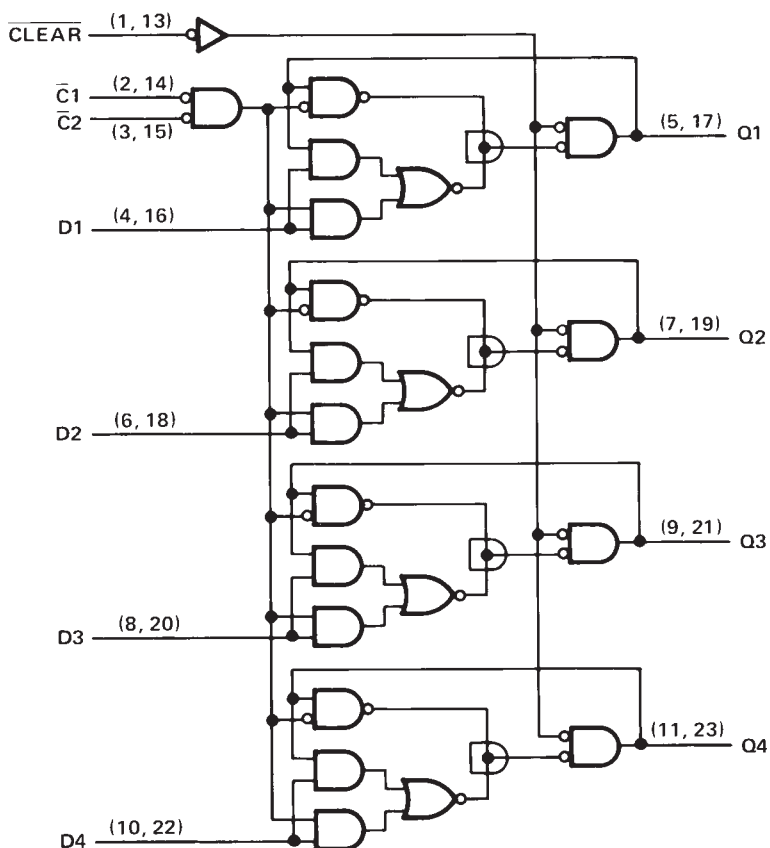 C̅L̅E̅A̅R̅ (1, 13)
C̅1 (2, 14)
C̅2 (3, 15)
(5, 17) Q1
D1 (4, 16)
(7, 19) Q2
D2 (6, 18)
(9, 21) Q3
D3 (8, 20)
(11, 23) Q4
D4 (10, 22)